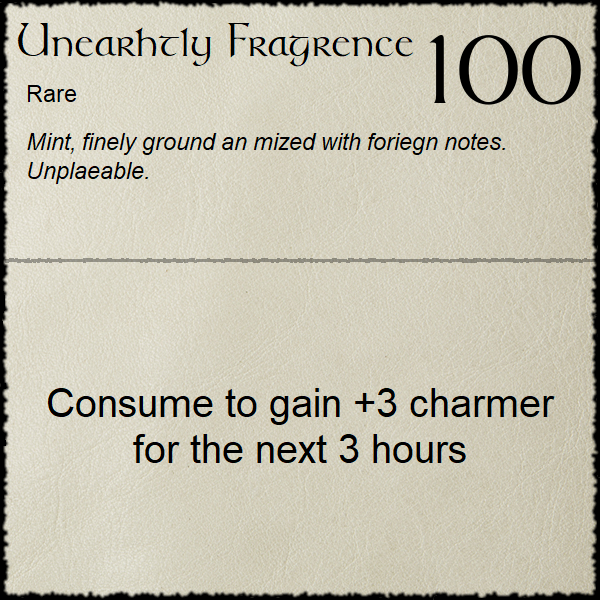 Unearhtly Fragrence
100
Rare
Mint, finely ground an mized with foriegn notes.
Unplaeable.
Consume to gain +3 charmer
for the next 3 hours